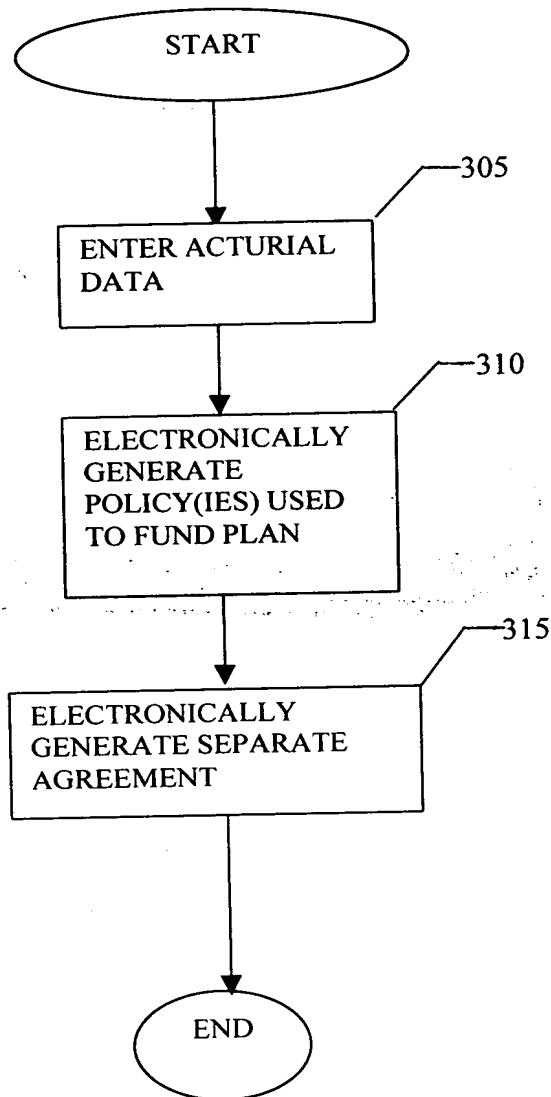 START
305
ENTER ACTURIAL
DATA
310
ELECTRONICALLY
GENERATE
POLICY(IES) USED
TO FUND PLAN
315
ELECTRONICALLY
GENERATE SEPARATE
AGREEMENT
END